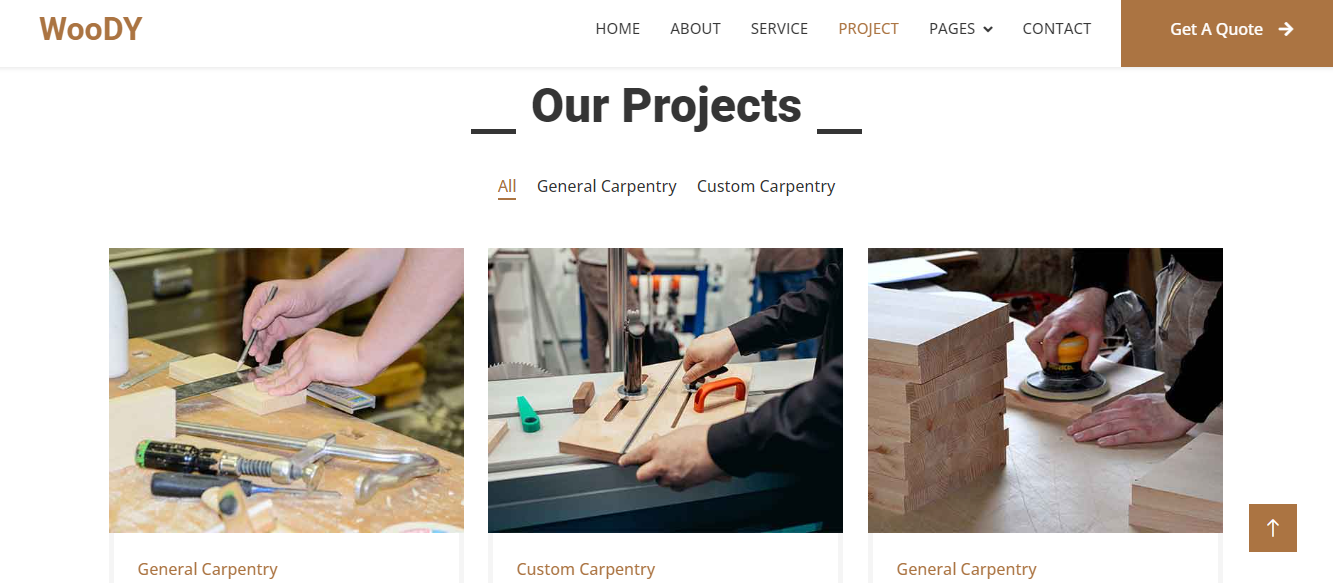 WooDY HOME ABOUT SERVICE PROJECT PAGES CONTACT Get A Quote
Our Projects
All General Carpentry Custom Carpentry
General Carpentry Custom Carpentry General Carpentry